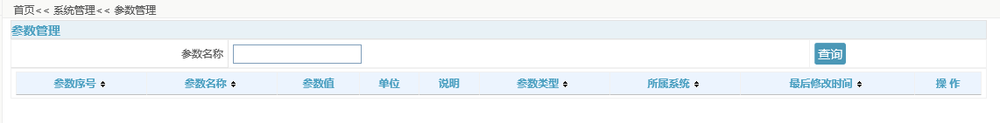 首页<< 系统管理<< 参数管理
参数管理
参数名称 查询
参数序号 参数名称 参数值 单位 说明 参数类型 所属系统 最后修改时间 操 作